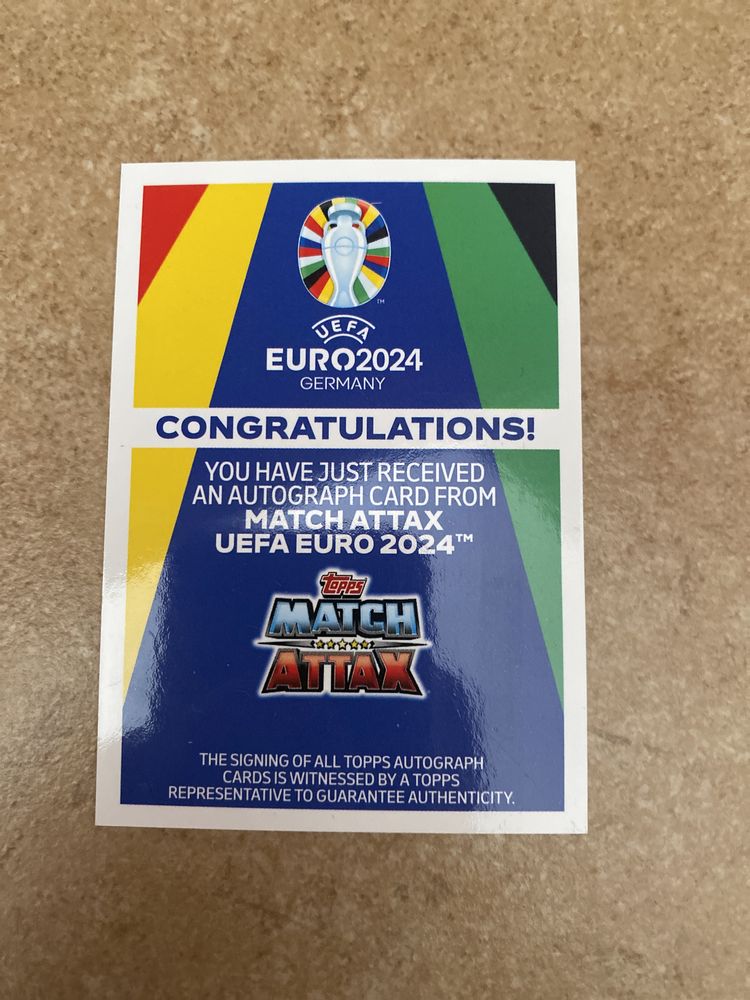 TM
UEFA
EURO2024
GERMANY
CONGRATULATIONS!
YOU HAVE JUST RECEIVED
AN AUTOGRAPH CARD FROM
MATCH ATTAX
UEFA EURO 2024™
Topps
MATCH
ATTAX
THE SIGNING OF ALL TOPPS AUTOGRAPH
CARDS IS WITNESSED BY A TOPPS
REPRESENTATIVE TO GUARANTEE AUTHENTICITY.